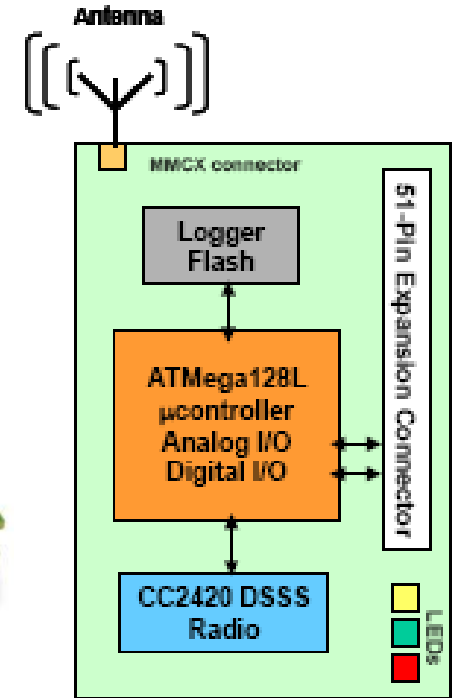 Antenna
MMCX connector
Logger
Flash
51-Pin Expansion Connector
ATMega128L
µcontroller
Analog I/O
Digital I/O
CC2420 DSSS
Radio
LEDs